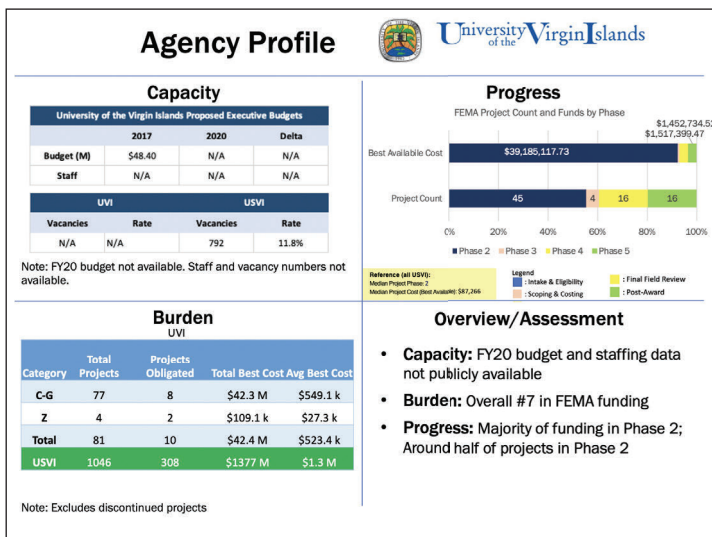 Agency Profile
University of the Virgin Islands
Capacity
University of the Virgin Islands Proposed Executive Budgets
2017 2020 Delta
Budget (M) $48.40 N/A N/A
Staff N/A N/A N/A
UVI USVI
Vacancies Rate Vacancies Rate
N/A N/A 792 11.8%
Note: FY20 budget not available. Staff and vacancy numbers not
available.
Progress
FEMA Project Count and Funds by Phase
$1,452,734.52
$1,517,399.47
Best Availabile Cost $39,185,117.73
Project Count 45 4 16 16
0% 20% 40% 60% 80% 100%
Phase 2 Phase 3 Phase 4 Phase 5
Reference (all USVI):
Median Project Phase: 2
Median Project Cost (Best Available): $87,266
Legend
: Intake & Eligibility
: Scoping & Costing
: Final Field Review
: Post-Award
Burden
UVI
Category Total Projects Projects Obligated Total Best Cost Avg Best Cost
C-G 77 8 $42.3 M $549.1 k
Z 4 2 $109.1 k $27.3 k
Total 81 10 $42.4 M $523.4 k
USVI 1046 308 $1377 M $1.3 M
Note: Excludes discontinued projects
Overview/Assessment
• Capacity: FY20 budget and staffing data
not publicly available
• Burden: Overall #7 in FEMA funding
• Progress: Majority of funding in Phase 2;
Around half of projects in Phase 2